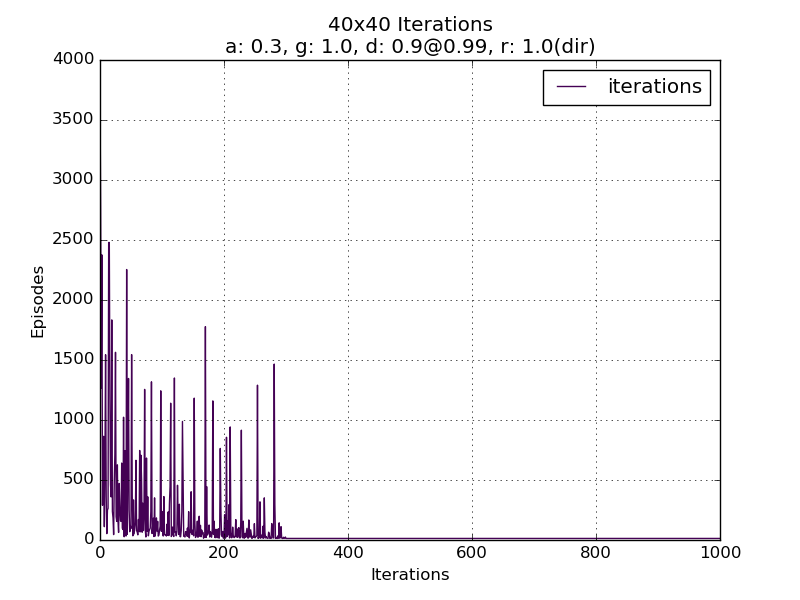 40x40 Iterations
a: 0.3, g: 1.0, d: 0.9@0.99, r: 1.0(dir)
iterations
4000
3500
3000
2500
2000
1500
1000
500
0
Episodes
0 200 400 600 800 1000
Iterations